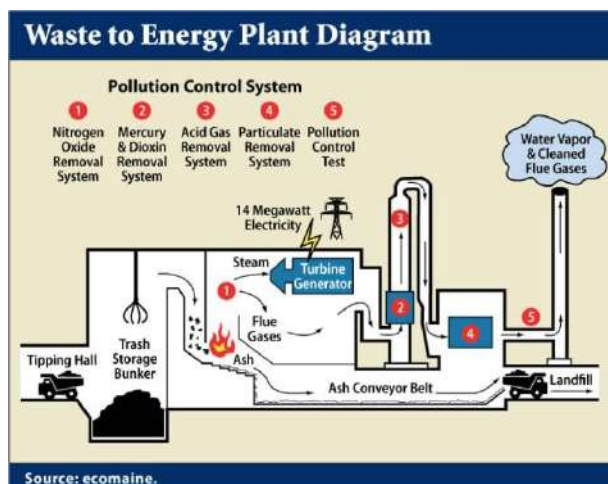 Waste to Energy Plant Diagram
Pollution Control System
1
Nitrogen
Oxide
Removal
System
2
Mercury
& Dioxin
Removal
System
3
Acid Gas
Removal
System
4
Particulate
Removal
System
5
Pollution
Control
Test
Water Vapor
& Cleaned
Flue Gases
14 Megawatt
Electricity
3
Steam
Turbine
Generator
1
2
Flue
Gases
4
5
Tipping Hall
Trash
Storage
Bunker
Ash
Ash Conveyor Belt
Landfill
Source: ecomaine.